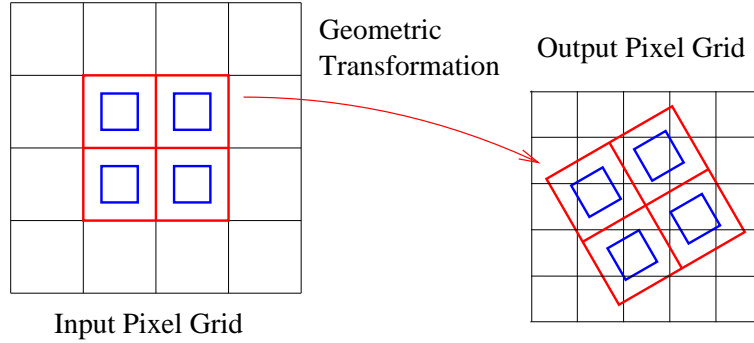 Geometric
Transformation
Output Pixel Grid
Input Pixel Grid